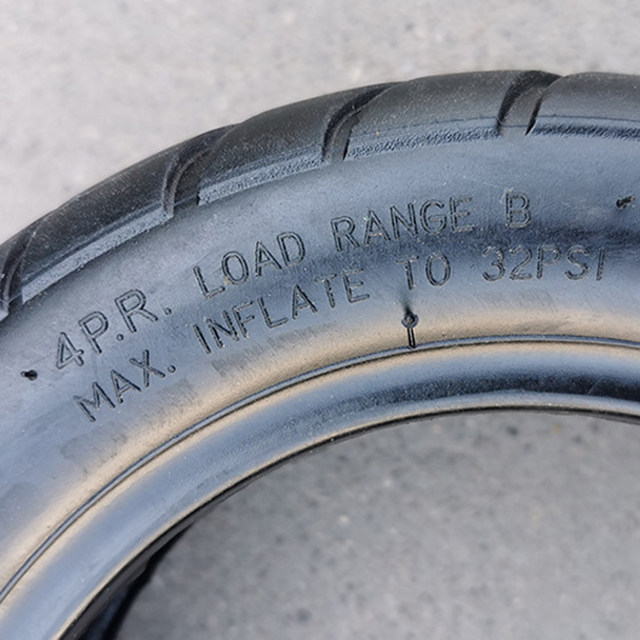 4P.R. LOAD RANGE B
MAX. INFLATE TO 32PSI